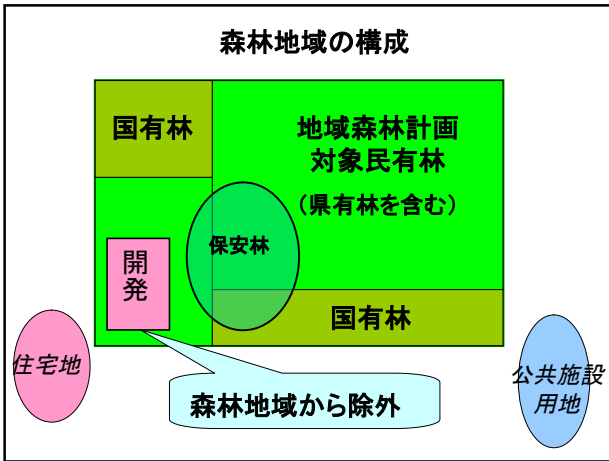 森林地域の構成
国有林
地域森林計画
対象民有林
（県有林を含む）
保安林
開
発
国有林
住宅地
公共施設
用地
森林地域から除外